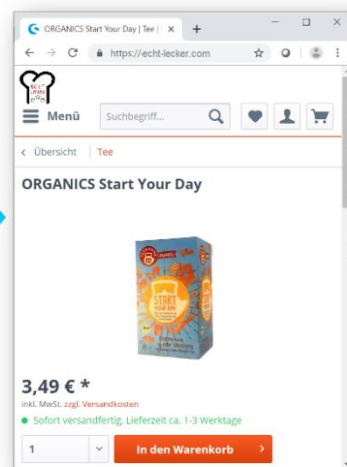 ORGANICS Start Your Day | Tee |
https://echt-lecker.com
Menü
Suchbegriff...
Übersicht
Tee
ORGANICS Start Your Day
START
YOUR DAY
3,49 € *
inkl. MwSt. zzgl. Versandkosten
Sofort versandfertig, Lieferzeit ca. 1-3 Werktage
1
In den Warenkorb